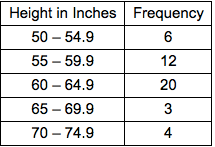 Height in Inches Frequency
50 – 54.9 6
55 – 59.9 12
60 – 64.9 20
65 – 69.9 3
70 – 74.9 4